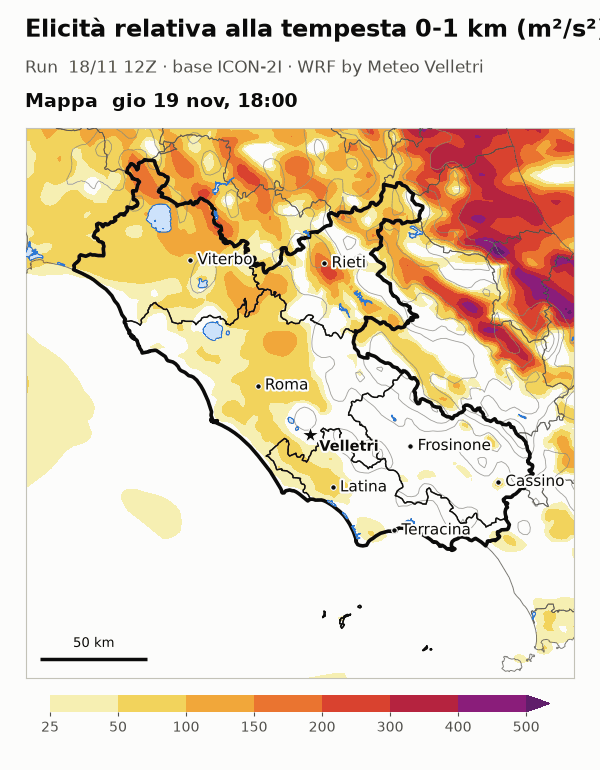 Elicità relativa alla tempesta 0-1 km (m²/s²)
Run  18/11 12Z · base ICON-2I · WRF by Meteo Velletri
Mappa  gio 19 nov, 18:00
Viterbo
Rieti
Roma
Velletri
Frosinone
Cassino
Latina
Terracina
50 km
25 50 100 150 200 300 400 500